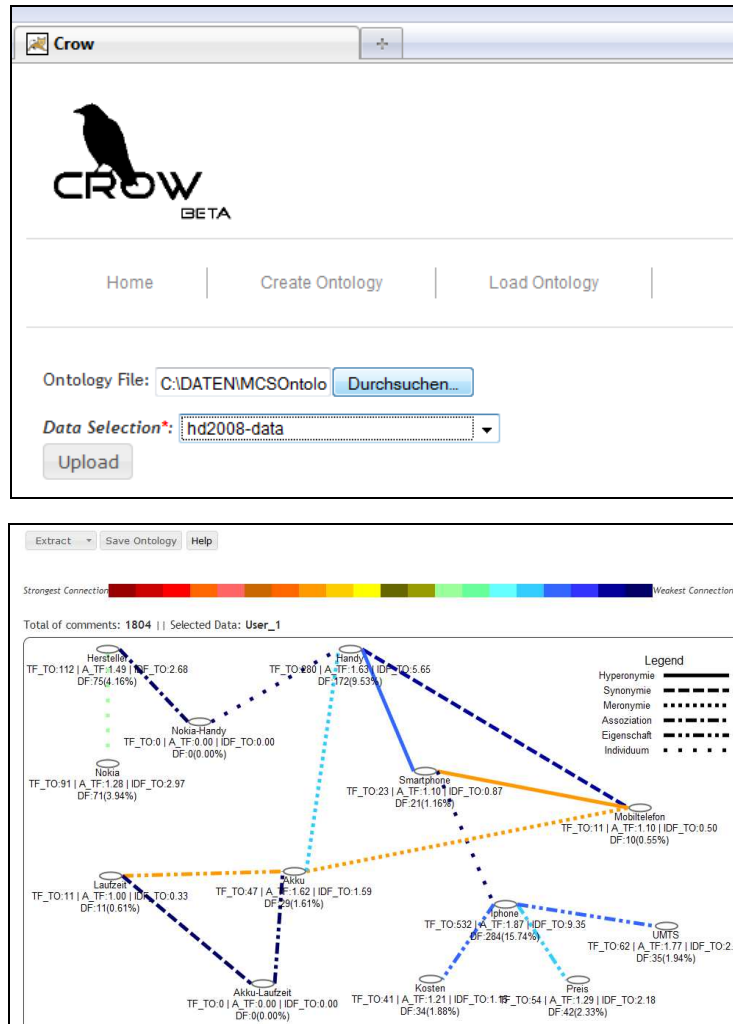 Crow
CROW
BETA
Home
Create Ontology
Load Ontology
Ontology File: C:\DATEN\MCSOntolo Durchsuchen...
Data Selection*: hd2008-data
Upload
Extract Save Ontology Help
Strongest Connection Weakest Connection
Total of comments: 1804 || Selected Data: User_1
Hersteller
TF_TO:112 | A_TF:1.49 | IDF_TO:2.68
DF:75(4.16%)
Handy
TF_TO:280 | A_TF:1.63 | IDF_TO:5.65
DF:172(9.53%)
Legend
Hyperonymie
Synonymie
Meronymie
Assoziation
Eigenschaft
Individuum
Nokia-Handy
TF_TO:0 | A_TF:0.00 | IDF_TO:0.00
DF:0(0.00%)
Nokia
TF_TO:91 | A_TF:1.28 | IDF_TO:2.97
DF:71(3.94%)
Smartphone
TF_TO:23 | A_TF:1.10 | IDF_TO:0.87
DF:21(1.16%)
Mobiltelefon
TF_TO:11 | A_TF:1.10 | IDF_TO:0.50
DF:10(0.55%)
Laufzeit
TF_TO:11 | A_TF:1.00 | IDF_TO:0.33
DF:11(0.61%)
Akku
TF_TO:47 | A_TF:1.62 | IDF_TO:1.59
DF:29(1.61%)
Iphone
TF_TO:532 | A_TF:1.87 | IDF_TO:9.35
DF:284(15.74%)
UMTS
TF_TO:62 | A_TF:1.77 | IDF_TO:2.
DF:35(1.94%)
Akku-Laufzeit
TF_TO:0 | A_TF:0.00 | IDF_TO:0.00
DF:0(0.00%)
Kosten
TF_TO:41 | A_TF:1.21 |
DF:34(1.88%)
Preis
TF_TO:54 | A_TF:1.29 | IDF_TO:2.18
DF:42(2.33%)